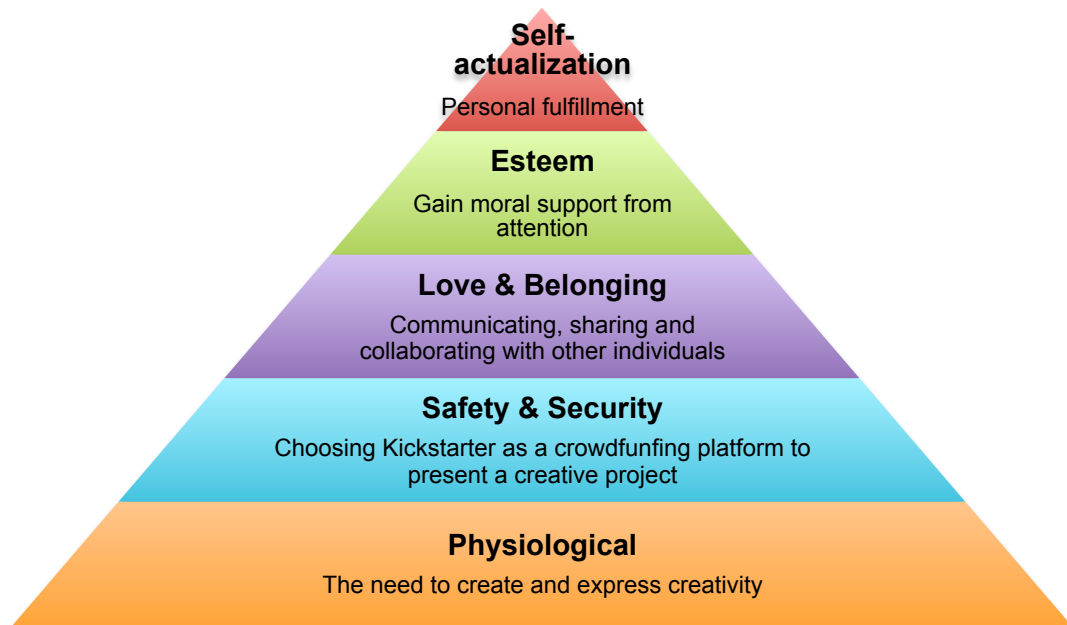 Self-
actualization
Personal fulfillment
Esteem
Gain moral support from
attention
Love & Belonging
Communicating, sharing and
collaborating with other individuals
Safety & Security
Choosing Kickstarter as a crowdfunfing platform to
present a creative project
Physiological
The need to create and express creativity